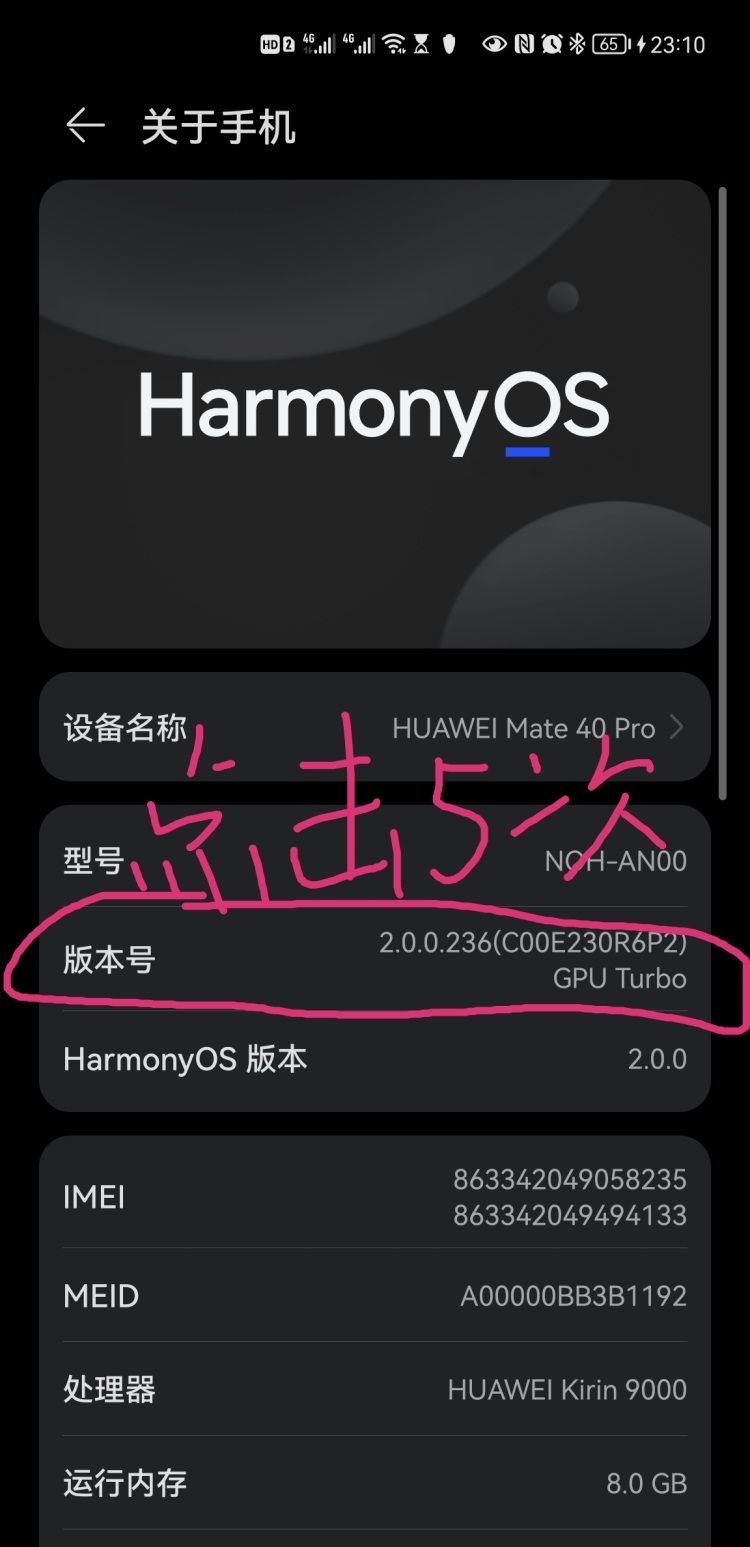 HD 2 4G 4G 65 23:10
关于手机
HarmonyOS
设备名称 HUAWEI Mate 40 Pro
点击5次
型号 NOH-AN00
版本号 2.0.0.236(C00E230R6P2)
GPU Turbo
HarmonyOS 版本 2.0.0
IMEI 863342049058235
863342049494133
MEID A00000BB3B1192
处理器 HUAWEI Kirin 9000
运行内存 8.0 GB